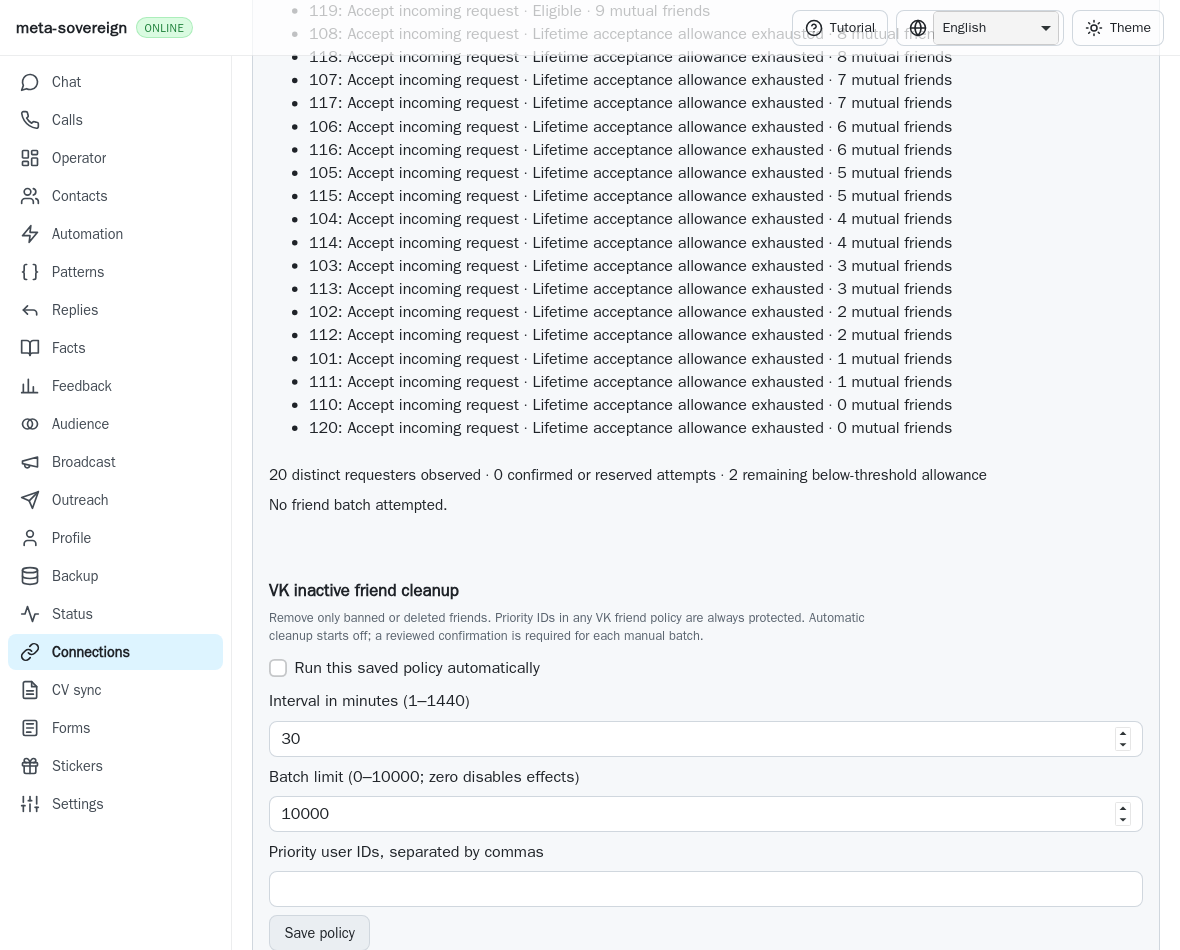 meta-sovereign ONLINE
Tutorial
English
Theme
Chat
Calls
Operator
Contacts
Automation
Patterns
Replies
Facts
Feedback
Audience
Broadcast
Outreach
Profile
Backup
Status
Connections
CV sync
Forms
Stickers
Settings
119: Accept incoming request · Eligible · 9 mutual friends
108: Accept incoming request · Lifetime acceptance allowance exhausted · 8 mutual friends
118: Accept incoming request · Lifetime acceptance allowance exhausted · 8 mutual friends
107: Accept incoming request · Lifetime acceptance allowance exhausted · 7 mutual friends
117: Accept incoming request · Lifetime acceptance allowance exhausted · 7 mutual friends
106: Accept incoming request · Lifetime acceptance allowance exhausted · 6 mutual friends
116: Accept incoming request · Lifetime acceptance allowance exhausted · 6 mutual friends
105: Accept incoming request · Lifetime acceptance allowance exhausted · 5 mutual friends
115: Accept incoming request · Lifetime acceptance allowance exhausted · 5 mutual friends
104: Accept incoming request · Lifetime acceptance allowance exhausted · 4 mutual friends
114: Accept incoming request · Lifetime acceptance allowance exhausted · 4 mutual friends
103: Accept incoming request · Lifetime acceptance allowance exhausted · 3 mutual friends
113: Accept incoming request · Lifetime acceptance allowance exhausted · 3 mutual friends
102: Accept incoming request · Lifetime acceptance allowance exhausted · 2 mutual friends
112: Accept incoming request · Lifetime acceptance allowance exhausted · 2 mutual friends
101: Accept incoming request · Lifetime acceptance allowance exhausted · 1 mutual friends
111: Accept incoming request · Lifetime acceptance allowance exhausted · 1 mutual friends
110: Accept incoming request · Lifetime acceptance allowance exhausted · 0 mutual friends
120: Accept incoming request · Lifetime acceptance allowance exhausted · 0 mutual friends
20 distinct requesters observed · 0 confirmed or reserved attempts · 2 remaining below-threshold allowance
No friend batch attempted.
VK inactive friend cleanup
Remove only banned or deleted friends. Priority IDs in any VK friend policy are always protected. Automatic
cleanup starts off; a reviewed confirmation is required for each manual batch.
Run this saved policy automatically
Interval in minutes (1–1440)
30
Batch limit (0–10000; zero disables effects)
10000
Priority user IDs, separated by commas
Save policy